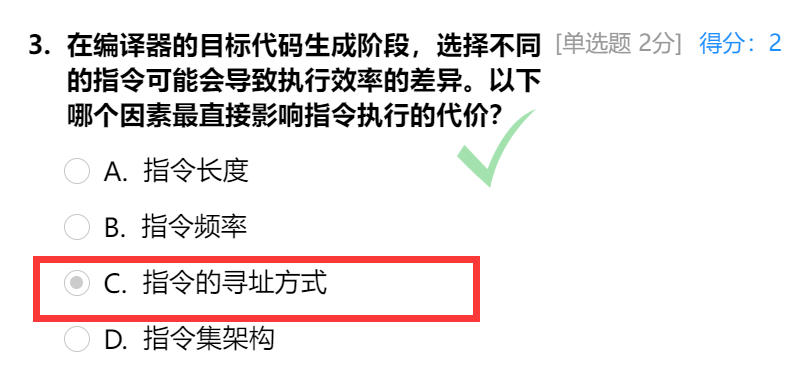 3. 在编译器的目标代码生成阶段，选择不同 [单选题 2分] 得分：2
的指令可能会导致执行效率的差异。以下
哪个因素最直接影响指令执行的代价？
A. 指令长度
B. 指令频率
C. 指令的寻址方式
D. 指令集架构